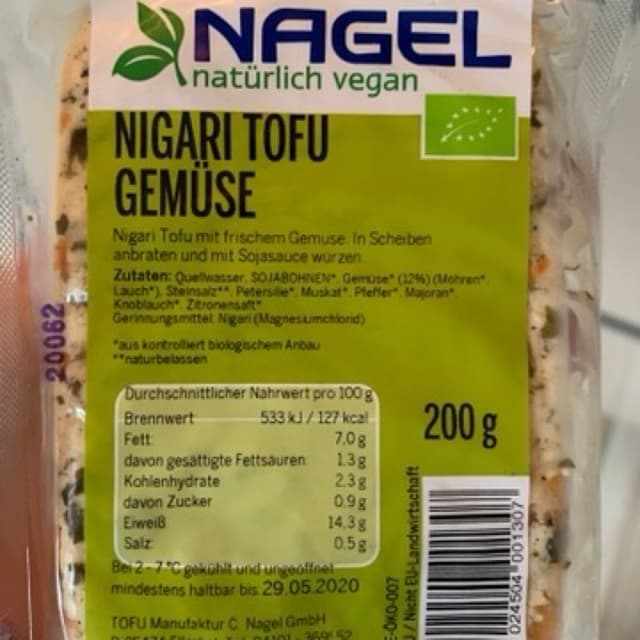 NAGEL
natürlich vegan
NIGARI TOFU
GEMÜSE
Nigari Tofu mit frischem Gemüse. In Scheiben
anbraten und mit Sojasauce würzen.
Zutaten: Quellwasser, SOJABOHNEN*, Gemüse* (12%) (Möhren*
Lauch*), Steinsalz**, Petersilie*, Muskat*, Pfeffer*, Majoran*
Knoblauch*, Zitronensaft*
Gerinnungsmittel: Nigari (Magnesiumchlorid)
*aus kontrolliert biologischem Anbau
**naturbelassen
20062
Durchschnittlicher Nährwert pro 100 g
Brennwert 533 kJ / 127 kcal
Fett: 7,0 g
davon gesättigte Fettsäuren: 1,3 g
Kohlenhydrate 2,3 g
davon Zucker 0,9 g
Eiweiß 14,3 g
Salz: 0,5 g
200 g
Bei 2 - 7 °C gekühlt und ungeöffnet
mindestens haltbar bis 29.05.2020
TOFU Manufaktur C. Nagel GmbH
-ÖKO-007
/ Nicht EU-Landwirtschaft
024504 001307